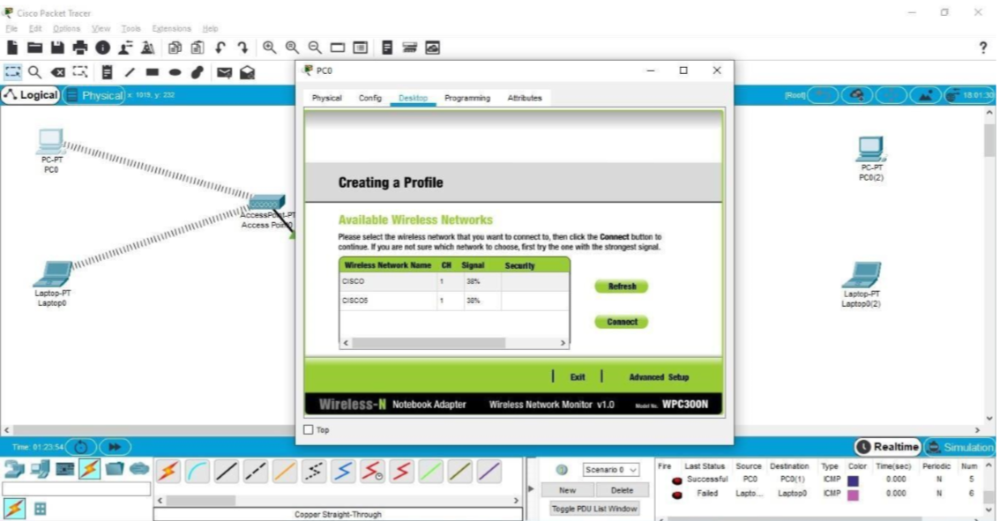 Cisco Packet Tracer
File Edit Options View Tools Extensions Help
?
PC0
Logical Physical x: 1019, y: 232
[Root] 18:01:30
Physical Config Desktop Programming Attributes
PC-PT
PC0
PC-PT
PC0(2)
Creating a Profile
AccessPoint-PT
Access Point0
Available Wireless Networks
Please select the wireless network that you want to connect to, then click the Connect button to
continue. If you are not sure which network to choose, first try the one with the strongest signal.
Wireless Network Name CH Signal Security
CISCO 1 38%
Refresh
CISCOS 1 38%
Connect
Laptop-PT
Laptop0
Laptop-PT
Laptop0(2)
Exit Advanced Setup
Wireless-N Notebook Adapter Wireless Network Monitor v1.0 Model No. WPC300N
Top
Time: 01:23:54
Realtime Simulation
Scenario 0
New Delete
Toggle PDU List Window
Fire Last Status Source Destination Type Color Time(sec) Periodic Num
Successful PC0 PC0(1) ICMP 0.000 N 5
Failed Lapto... Laptop0 ICMP 0.000 N 6
Copper Straight-Through